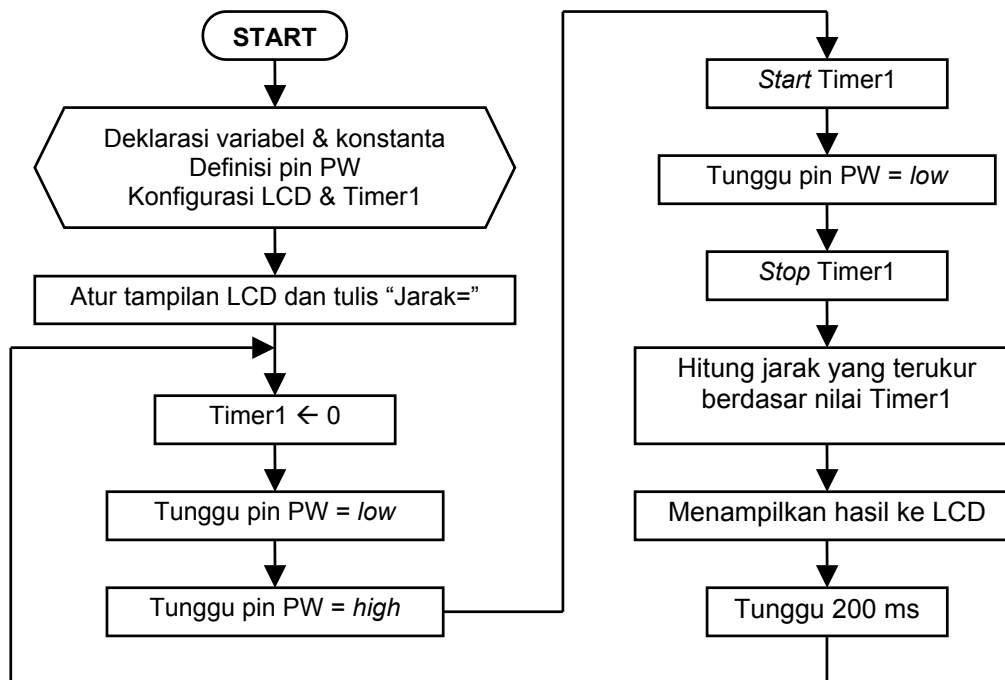 START
Deklarasi variabel & konstanta
Definisi pin PW
Konfigurasi LCD & Timer1
Atur tampilan LCD dan tulis “Jarak=”
Timer1 ← 0
Tunggu pin PW = low
Tunggu pin PW = high
Start Timer1
Tunggu pin PW = low
Stop Timer1
Hitung jarak yang terukur
berdasar nilai Timer1
Menampilkan hasil ke LCD
Tunggu 200 ms